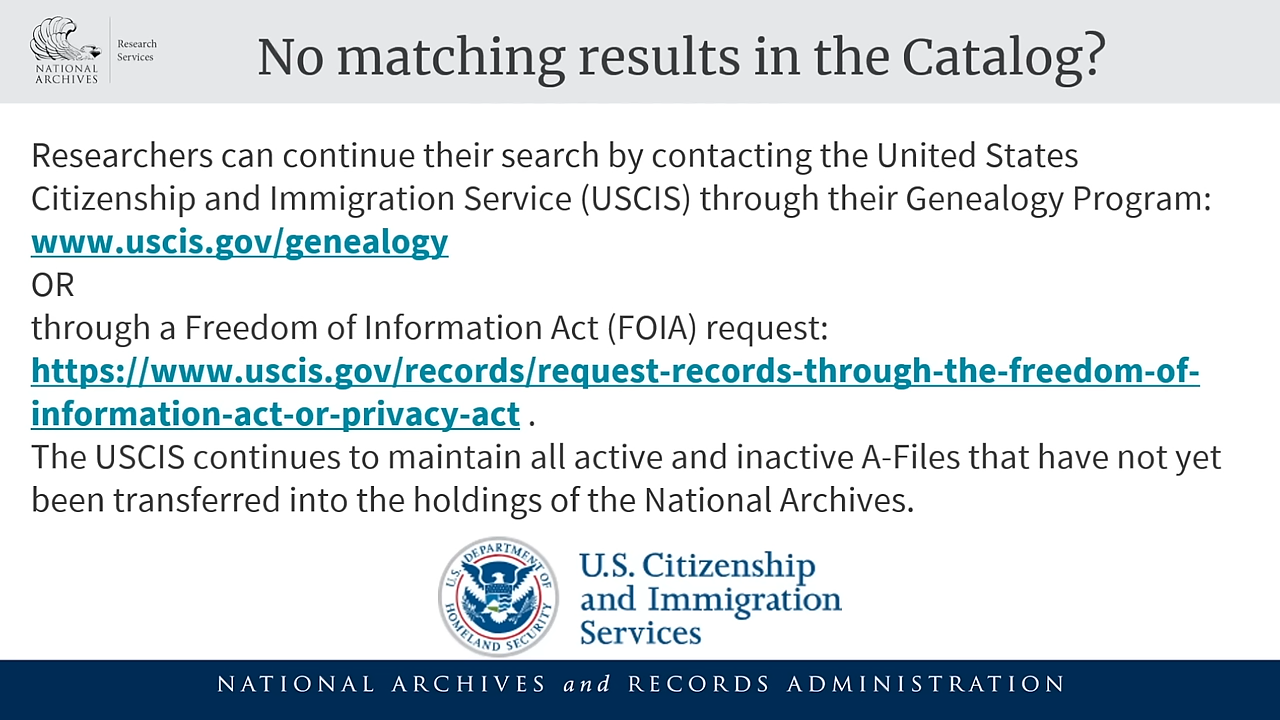 NATIONAL
ARCHIVES
Research
Services
No matching results in the Catalog?
Researchers can continue their search by contacting the United States
Citizenship and Immigration Service (USCIS) through their Genealogy Program:
www.uscis.gov/genealogy
OR
through a Freedom of Information Act (FOIA) request:
https://www.uscis.gov/records/request-records-through-the-freedom-of-
information-act-or-privacy-act .
The USCIS continues to maintain all active and inactive A-Files that have not yet
been transferred into the holdings of the National Archives.
U.S. DEPARTMENT OF
HOMELAND SECURITY
U.S. Citizenship
and Immigration
Services
NATIONAL ARCHIVES and RECORDS ADMINISTRATION